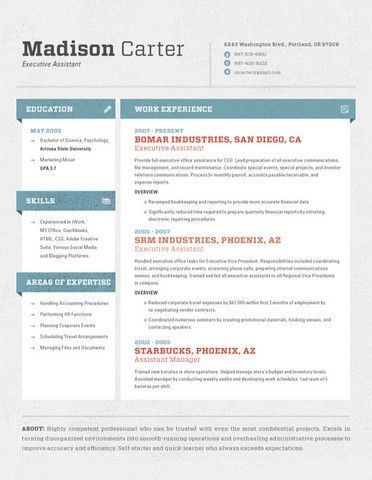 Madison Carter
Executive Assistant
5243 Washington Blvd., Portland, OR 97208
EDUCATION
MAY 2005
Bachelor of Science, Psychology,
Arizona State University
Marketing Minor
GPA 3.7
SKILLS
Experienced in iWork,
MS Office, Quickbooks,
HTML, CSS, Adobe Creative
Suite, Various Social Media
and Blogging Platforms
AREAS OF EXPERTISE
Handling Accounting Procedures
Performing HR Functions
Planning Corporate Events
Scheduling Travel Arrangements
Managing Files and Documents
WORK EXPERIENCE
2007 - PRESENT
BOMAR INDUSTRIES, SAN DIEGO, CA
Executive Assistant
Provide full executive office assistance for CEO. Lead preparation of all executive communications,
file management, and record maintenance. Coordinate special events, special projects and inter/intra
communications. Process bi-monthly payroll, accounts payable/receivable, and
expense reports.
OVERVIEW
Revamped bookkeeping and reporting to provide more accurate financial data.
Significantly reduced time required to prepare quarterly financial reports by initiating
electronic reporting procedures.
2005 - 2007
SRM INDUSTRIES, PHOENIX, AZ
Executive Assistant
Handled executive office tasks for Executive Vice President. Responsibilities included coordinating
travel, arranging corporate events, screening phone calls, preparing internal communications
memos, and bookkeeping. Trained and led all executive assistants to all Regional Vice Presidents
in company.
OVERVIEW
Reduced corporate travel expenses by $67,000 within first 2 months of employment by
re-negotiating vendor contracts.
Coordinated numerous seminars by creating promotional materials, booking venues, and
contacting speakers.
2002 - 2005
STARBUCKS, PHOENIX, AZ
Assistant Manager
Trained new baristas in store operations. Helped manage store's budget and inventory levels
Assisted manager by conducting weekly audits and developing work schedules. Led team of 5
baristas per shift.
ABOUT: Highly competent professional who can be trusted with even the most confidential projects. Excels in
turning disorganized environments into smooth-running operations and overhauling administrative processes to
improve accuracy and efficiency. Self-starter and quick-learner who always exceeds expectations.